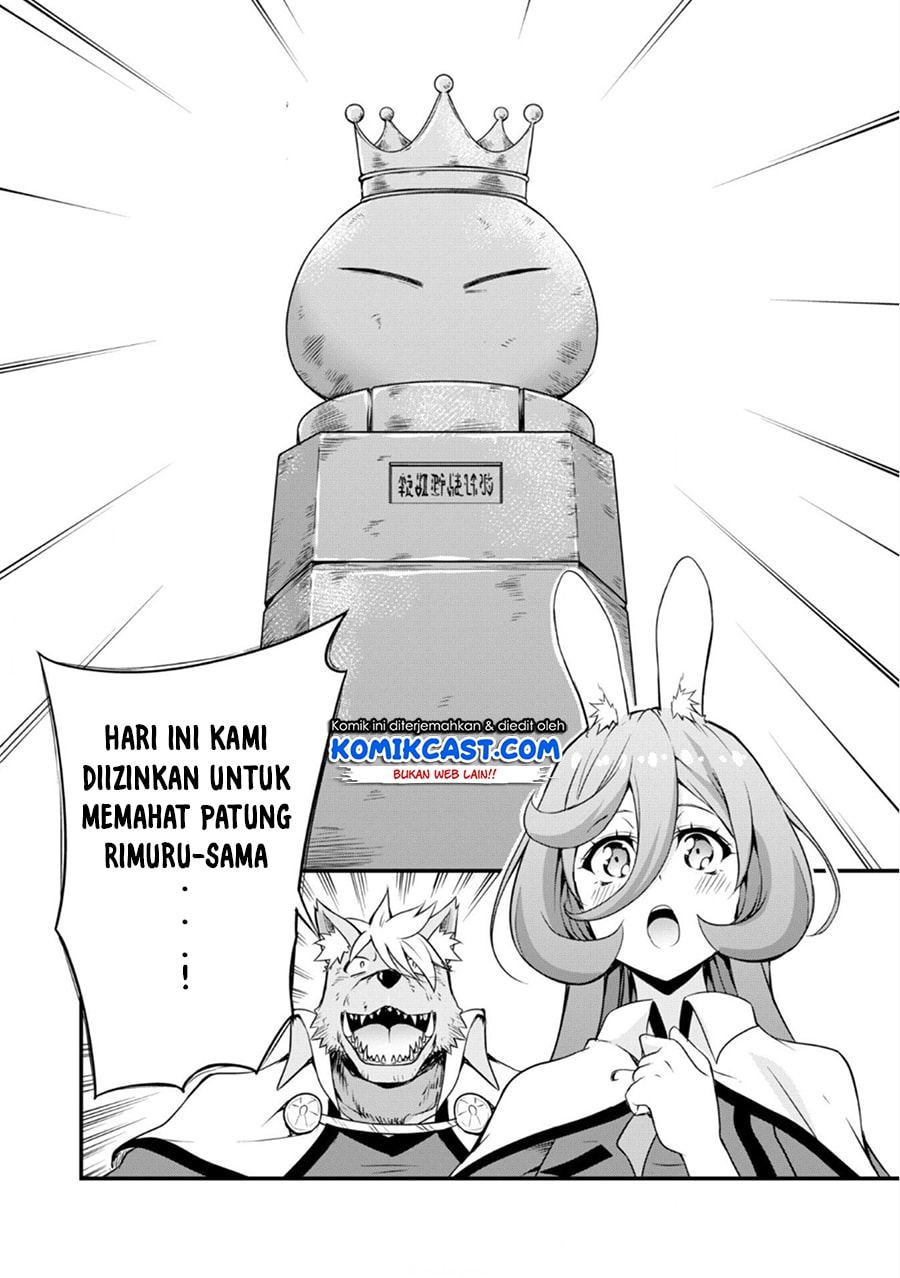 HARI INI KAMI
DIIZINKAN UNTUK
MEMAHAT PATUNG
RIMURU-SAMA
. . . !
Komik ini diterjemahkan & diedit oleh
KOMIKCAST.COM
BUKAN WEB LAIN!!